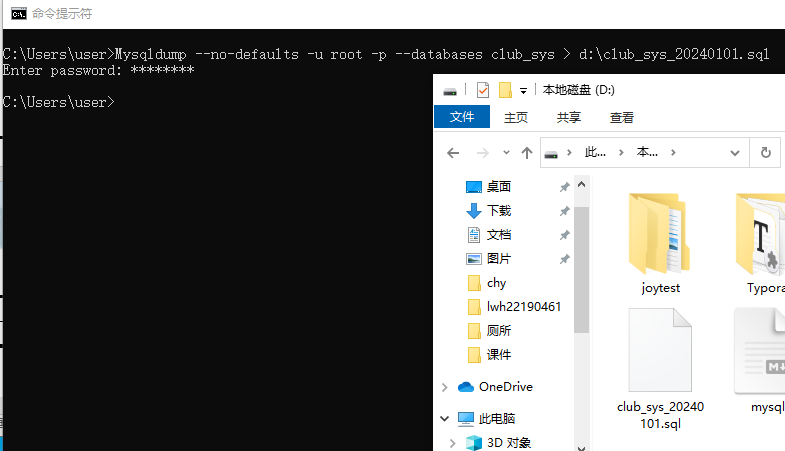 命令提示符
C:\Users\user>Mysqldump --no-defaults -u root -p --databases club_sys > d:\club_sys_20240101.sql
Enter password: ********
C:\Users\user>
本地磁盘 (D:)
文件 主页 共享 查看
此... 本...
桌面
下载
文档
图片
chy
lwh22190461
厕所
课件
OneDrive
此电脑
3D 对象
joytest
Typora
club_sys_20240
101.sql
mysql